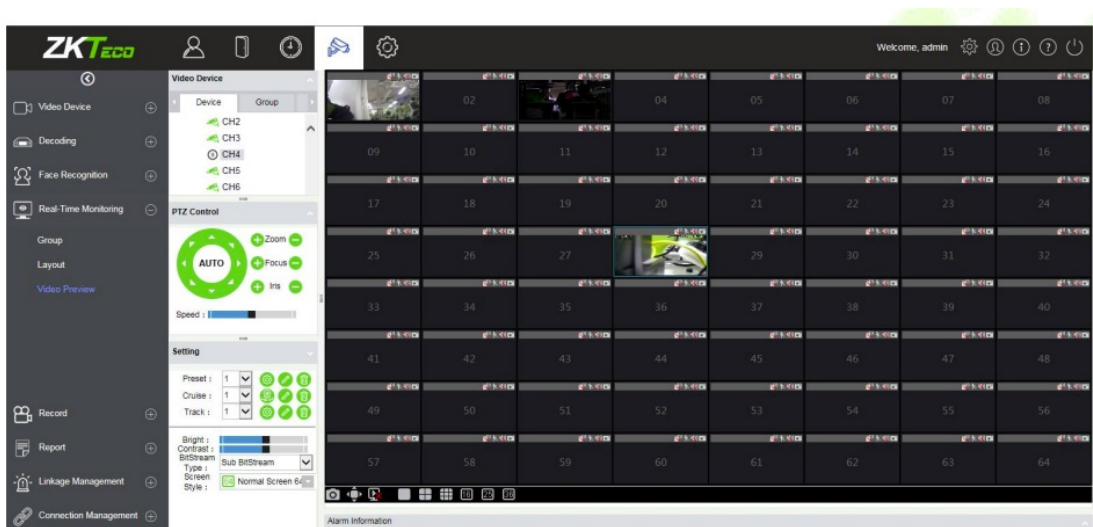 ZKTeco
Welcome, admin
Video Device
Decoding
Face Recognition
Real-Time Monitoring
Group
Layout
Video Preview
Record
Report
Linkage Management
Connection Management
Video Device
Device Group
CH2
CH3
CH4
CH5
CH6
PTZ Control
AUTO
Zoom
Focus
Iris
Speed :
Setting
Preset : 1
Cruise : 1
Track : 1
Bright :
Contrast :
BitStream Type : Sub BitStream
Screen Style : 64 Normal Screen 64
02 04 05 06 07 08
09 10 11 12 13 14 15 16
17 18 19 20 21 22 23 24
25 26 27 29 30 31 32
33 34 35 36 37 38 39 40
41 42 43 44 45 46 47 48
49 50 51 52 53 54 55 56
57 58 59 60 61 62 63 64
16 25 36
Alarm Information